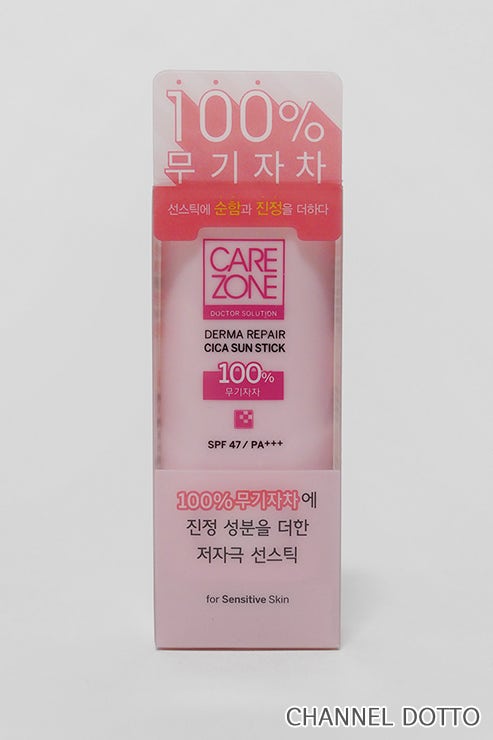 100%
무기자차
선스틱에 순함과 진정을 더하다
CARE
ZONE
DOCTOR SOLUTION
DERMA REPAIR
CICA SUN STICK
100%
무기자차
SPF 47 / PA+++
100%무기자차에
진정 성분을 더한
저자극 선스틱
for Sensitive Skin
CHANNEL DOTTO